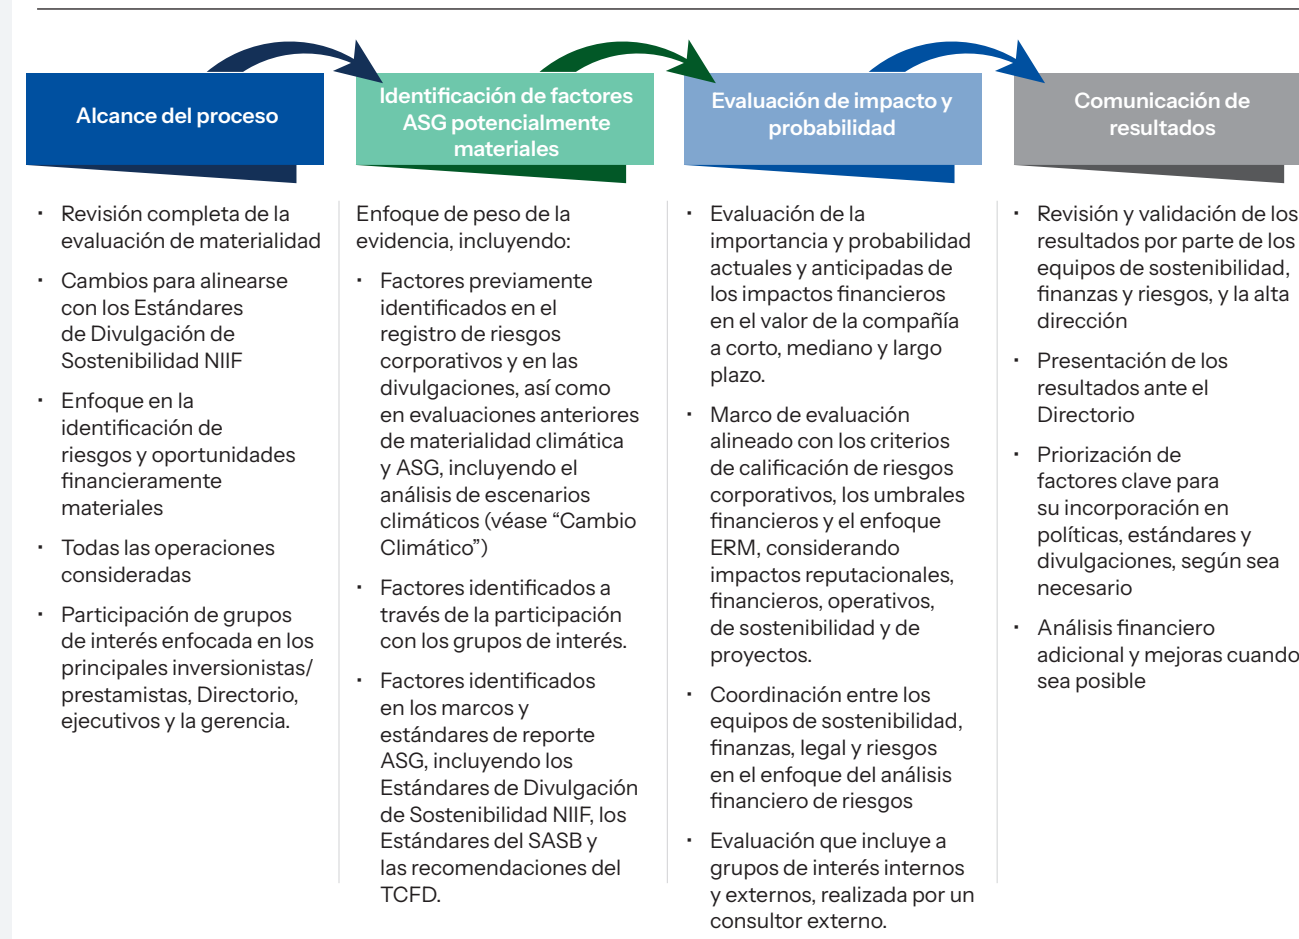 Alcance del proceso
· Revisión completa de la
evaluación de materialidad
· Cambios para alinearse
con los Estándares
de Divulgación de
Sostenibilidad NIIF
· Enfoque en la
identificación de
riesgos y oportunidades
financieramente
materiales
· Todas las operaciones
consideradas
· Participación de grupos
de interés enfocada en los
principales inversionistas/
prestamistas, Directorio,
ejecutivos y la gerencia.
Identificación de factores
ASG potencialmente
materiales
Enfoque de peso de la
evidencia, incluyendo:
· Factores previamente
identificados en el
registro de riesgos
corporativos y en las
divulgaciones, así como
en evaluaciones anteriores
de materialidad climática
y ASG, incluyendo el
análisis de escenarios
climáticos (véase “Cambio
Climático”)
· Factores identificados a
través de la participación
con los grupos de interés.
· Factores identificados
en los marcos y
estándares de reporte
ASG, incluyendo los
Estándares de Divulgación
de Sostenibilidad NIIF, los
Estándares del SASB y
las recomendaciones del
TCFD.
Evaluación de impacto y
probabilidad
· Evaluación de la
importancia y probabilidad
actuales y anticipadas de
los impactos financieros
en el valor de la compañía
a corto, mediano y largo
plazo.
· Marco de evaluación
alineado con los criterios
de calificación de riesgos
corporativos, los umbrales
financieros y el enfoque
ERM, considerando
impactos reputacionales,
financieros, operativos,
de sostenibilidad y de
proyectos.
· Coordinación entre los
equipos de sostenibilidad,
finanzas, legal y riesgos
en el enfoque del análisis
financiero de riesgos
· Evaluación que incluye a
grupos de interés internos
y externos, realizada por un
consultor externo.
Comunicación de
resultados
· Revisión y validación de los
resultados por parte de los
equipos de sostenibilidad,
finanzas y riesgos, y la alta
dirección
· Presentación de los
resultados ante el
Directorio
· Priorización de
factores clave para
su incorporación en
políticas, estándares y
divulgaciones, según sea
necesario
· Análisis financiero
adicional y mejoras cuando
sea posible